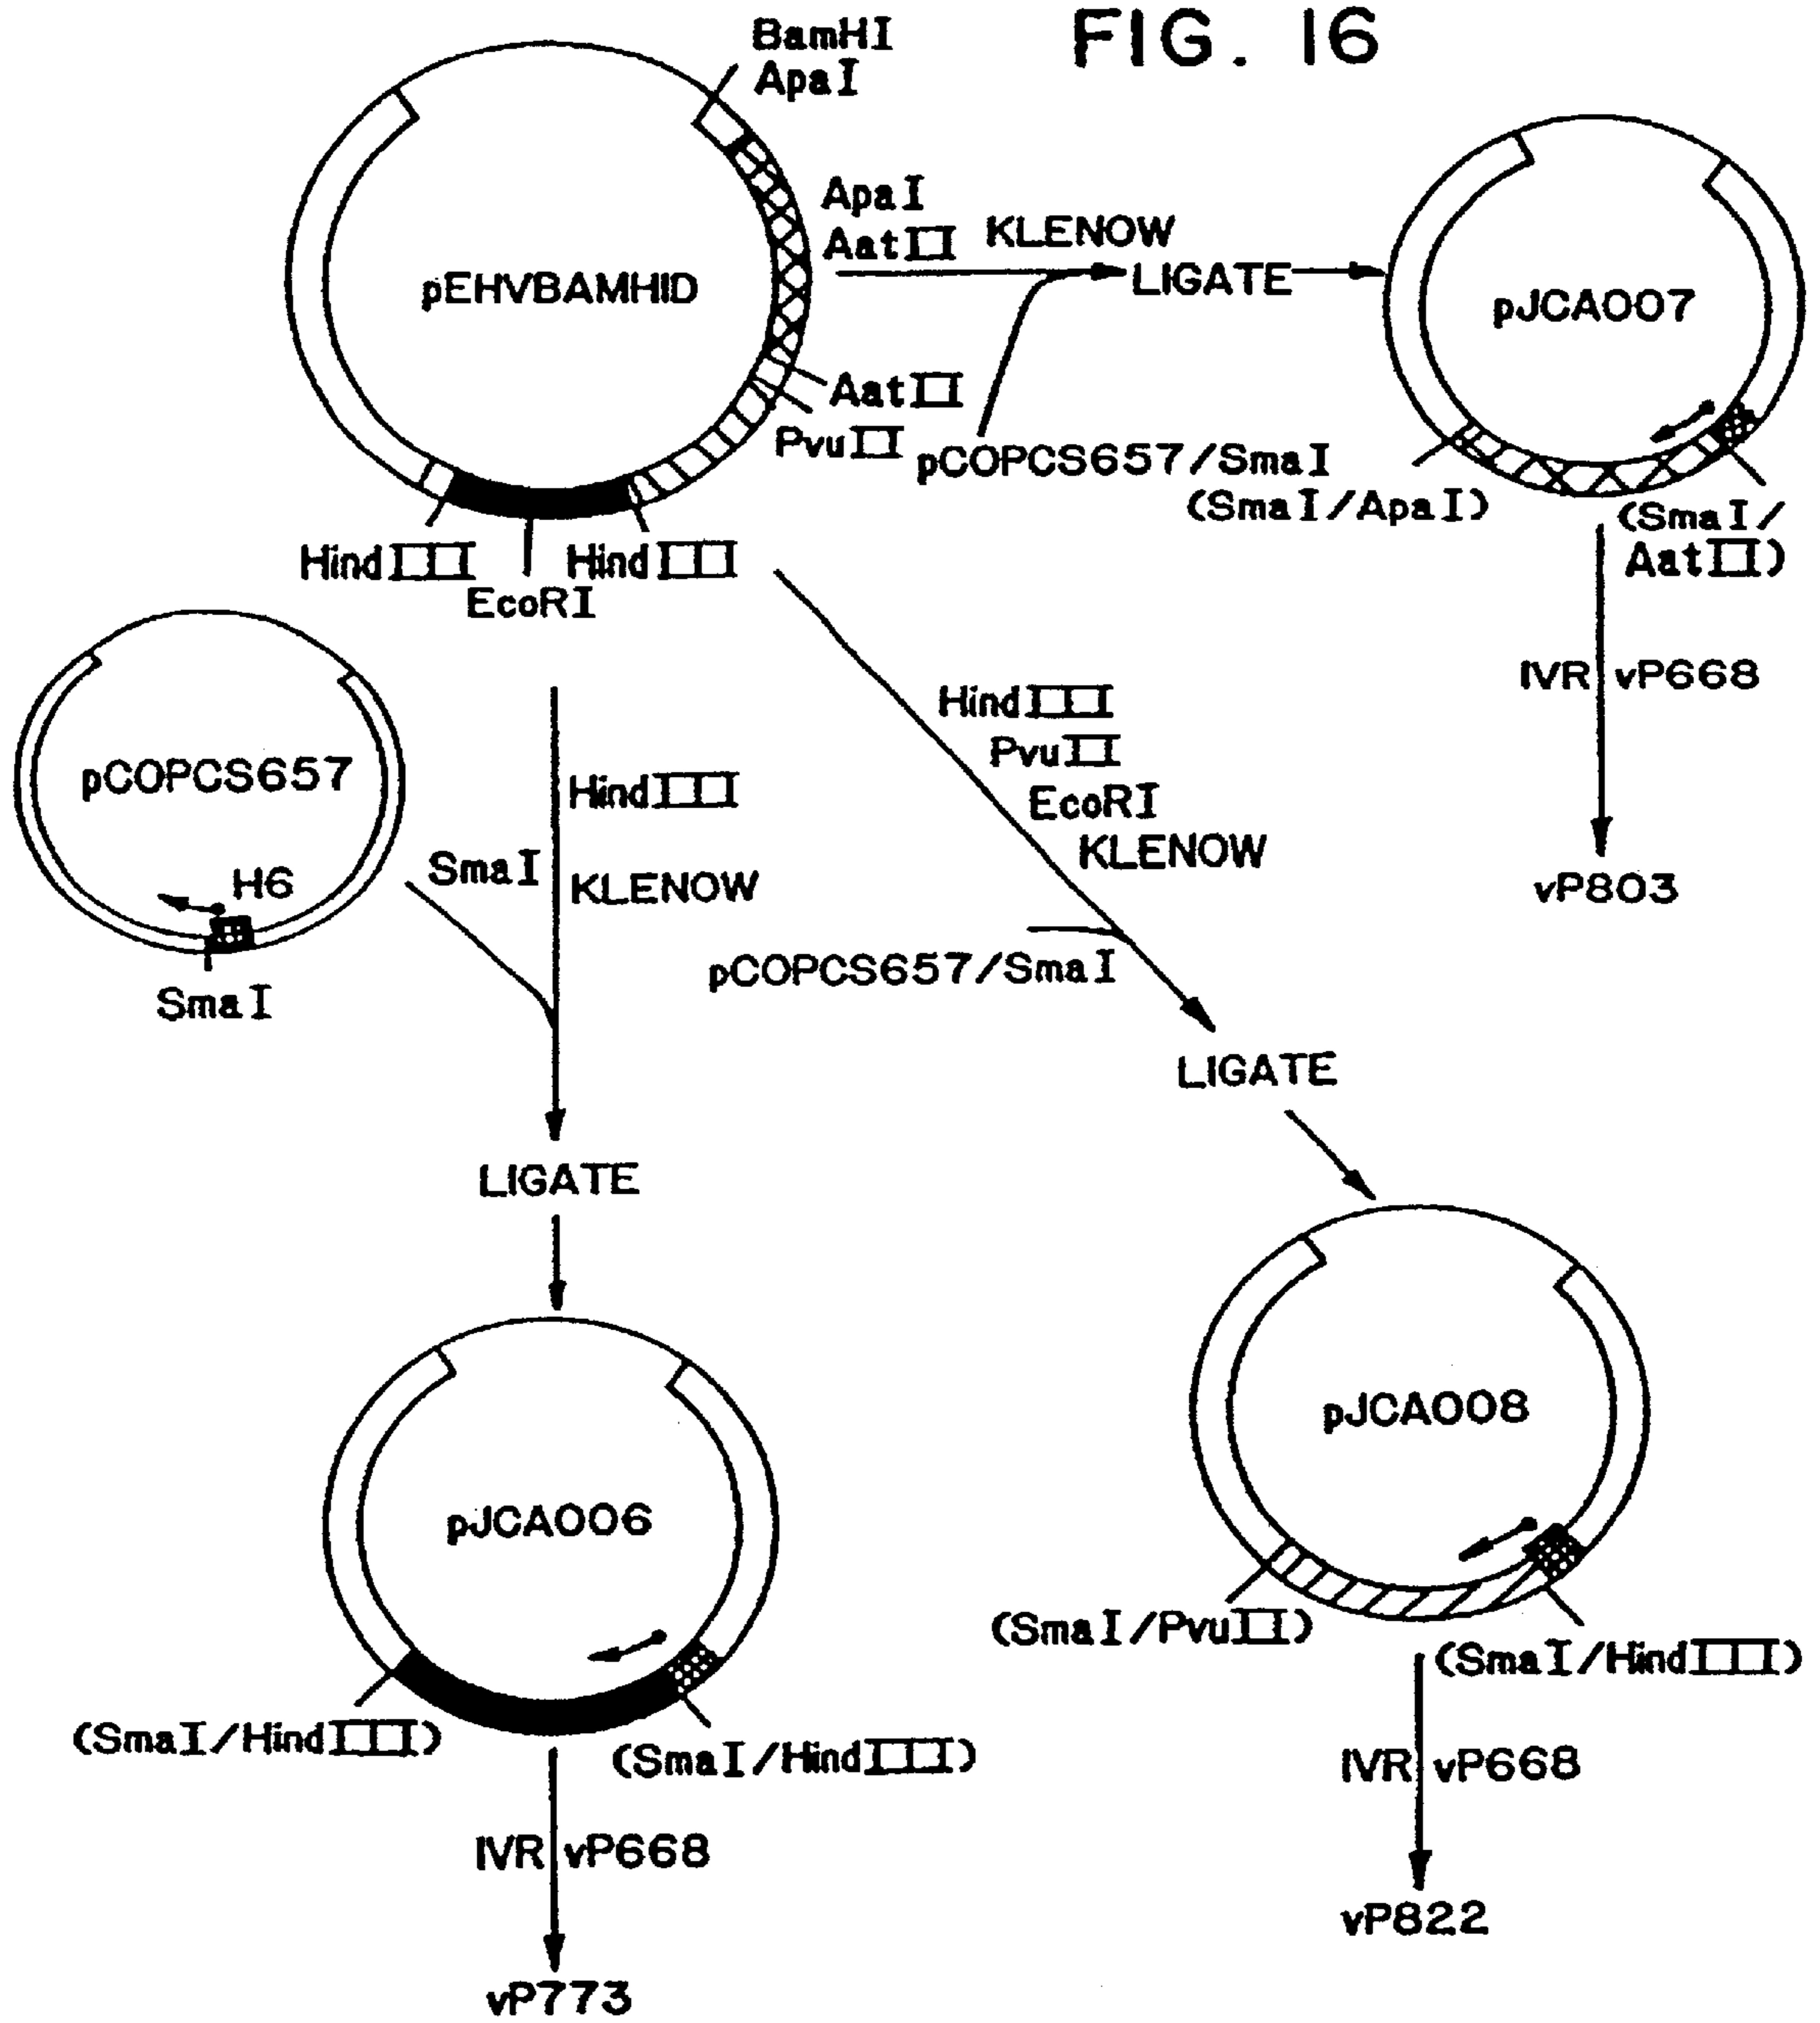 FIG. 16
BamHI
ApaI
pEHVBAMHID
ApaI
AatII
KLENOW
LIGATE
pJCA007
AatII
PvuII
pCOPCS657/SmaI
(SmaI/ApaI)
(SmaI/
AatII)
HindIII
EcoRI
HindIII
IVR vP668
vP803
pCOPCS657
H6
SmaI
SmaI
HindIII
KLENOW
HindIII
PvuII
EcoRI
KLENOW
pCOPCS657/SmaI
LIGATE
LIGATE
pJCA006
(SmaI/HindIII)
(SmaI/HindIII)
IVR vP668
vP773
pJCA008
(SmaI/PvuII)
(SmaI/HindIII)
IVR vP668
vP822